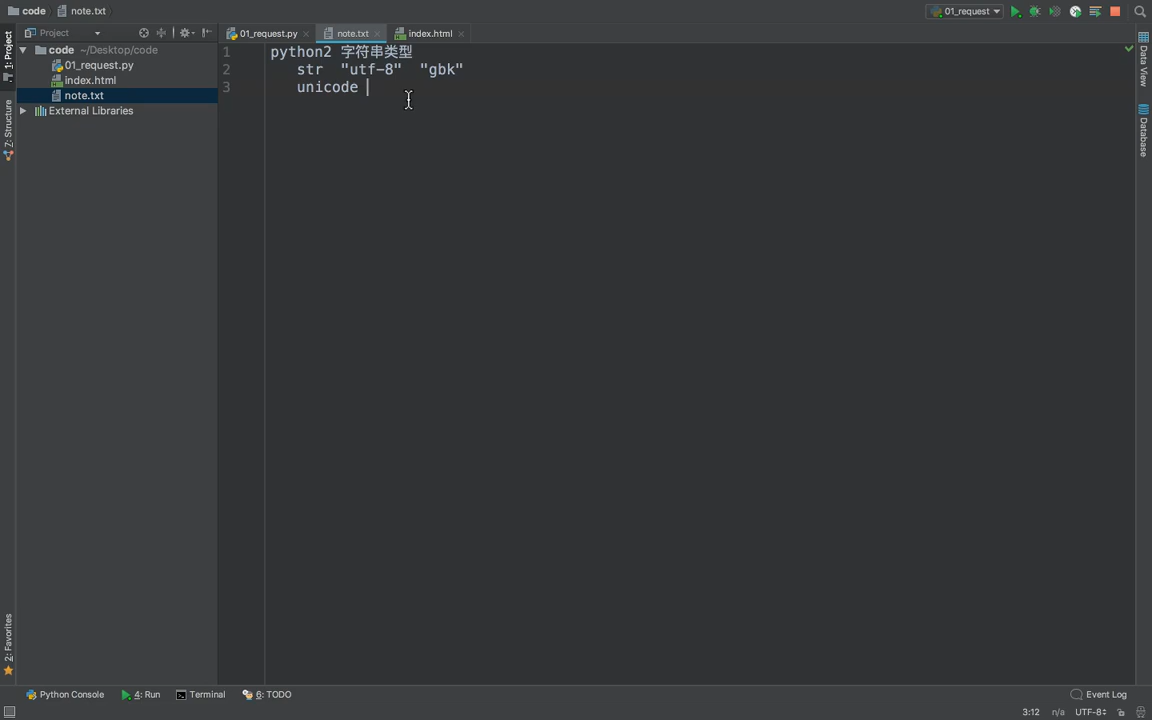 code
note.txt
01_request
1: Project
Project
01_request.py
note.txt
index.html
code ~/Desktop/code
01_request.py
index.html
note.txt
External Libraries
Z: Structure
2: Favorites
1 python2 字符串类型
2 str "utf-8" "gbk"
3 unicode
Data View
Database
Python Console
4: Run
Terminal
6: TODO
Event Log
3:12 n/a UTF-8